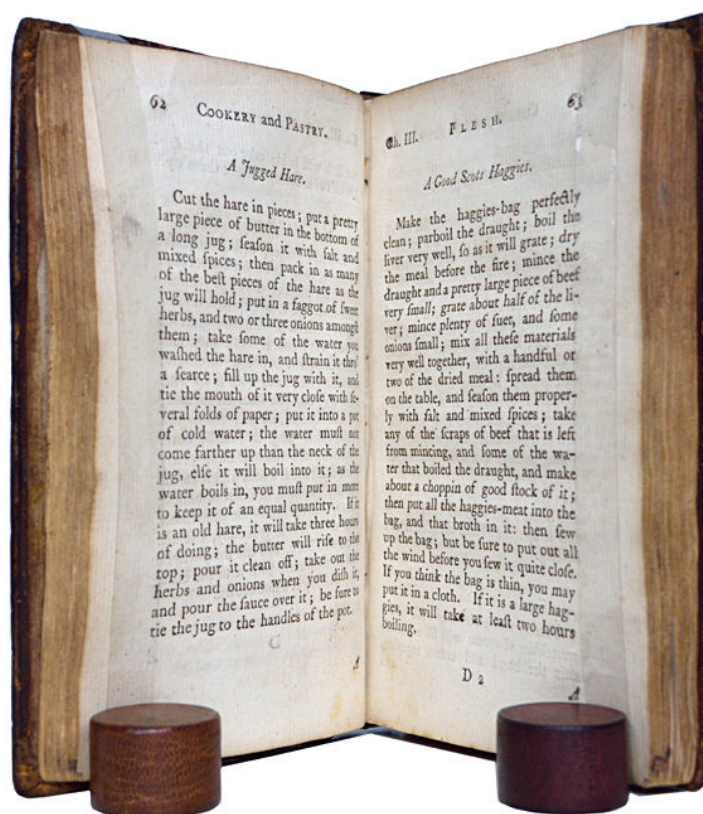 62
COOKERY and PASTRY.
A Jugged Hare.
Cut the hare in pieces; put a pretty
large piece of butter in the bottom of
a long jug; ſeaſon it with ſalt and
mixed ſpices; then pack in as many
of the beſt pieces of the hare as the
jug will hold; put in a faggot of ſweet
herbs, and two or three onions amongſt
them; take ſome of the water you
waſhed the hare in, and ſtrain it thro'
a ſearce; fill up the jug with it, and
tie the mouth of it very cloſe with ſe-
veral folds of paper; put it into a pot
of cold water; the water muſt not
come farther up than the neck of the
jug, elſe it will boil into it; as the
water boils in, you muſt put in more
to keep it of an equal quantity. If it
is an old hare, it will take three hours
of doing; the butter will riſe to the
top; pour it clean off; take out the
herbs and onions when you diſh it,
and pour the ſauce over it; be ſure to
tie the jug to the handles of the pot.
A
Ch. III. FLESH. 63
A Good Scots Haggies.
Make the haggies-bag perfectly
clean; parboil the draught; boil the
liver very well, ſo as it will grate; dry
the meal before the fire; mince the
draught and a pretty large piece of beef
very ſmall; grate about half of the li-
ver; mince plenty of ſuet, and ſome
onions ſmall; mix all theſe materials
very well together, with a handful or
two of the dried meal: ſpread them
on the table, and ſeaſon them proper-
ly with ſalt and mixed ſpices; take
any of the ſcraps of beef that is left
from mincing, and ſome of the wa-
ter that boiled the draught, and make
about a choppin of good ſtock of it;
then put all the haggies-meat into the
bag, and that broth in it: then ſew
up the bag; but be ſure to put out all
the wind before you ſew it quite cloſe.
If you think the bag is thin, you may
put it in a cloth. If it is a large hag-
gies, it will take at leaſt two hours
boiling.
D 2
A